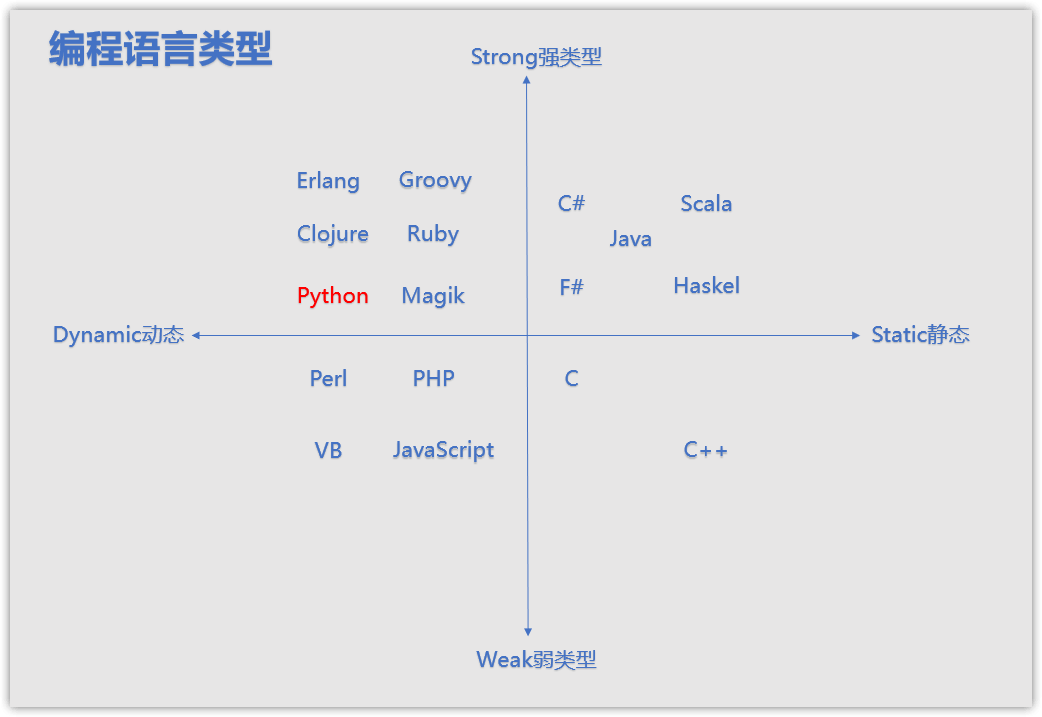 编程语言类型
Strong强类型
Erlang Groovy
C# Scala
Clojure Ruby
Java
Python Magik
F# Haskel
Dynamic动态 Static静态
Perl PHP C
VB JavaScript C++
Weak弱类型